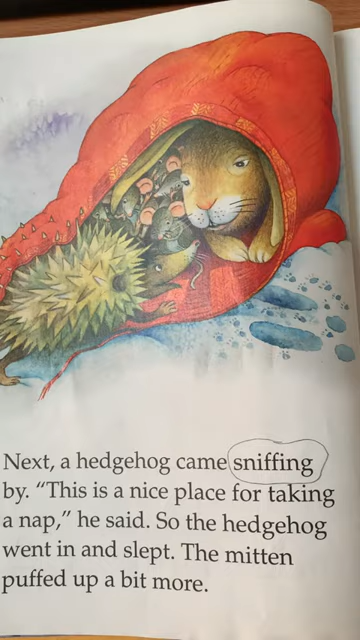 Next, a hedgehog came sniffing
by. “This is a nice place for taking
a nap,” he said. So the hedgehog
went in and slept. The mitten
puffed up a bit more.